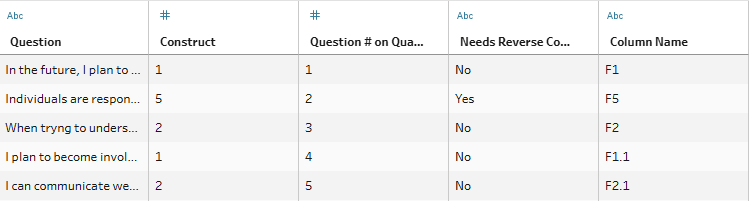 Abc # # Abc Abc
Question Construct Question # on Qua... Needs Reverse Co... Column Name
In the future, I plan to ... 1 1 No F1
Individuals are respon... 5 2 Yes F5
When tryng to unders... 2 3 No F2
I plan to become invol... 1 4 No F1.1
I can communicate we... 2 5 No F2.1